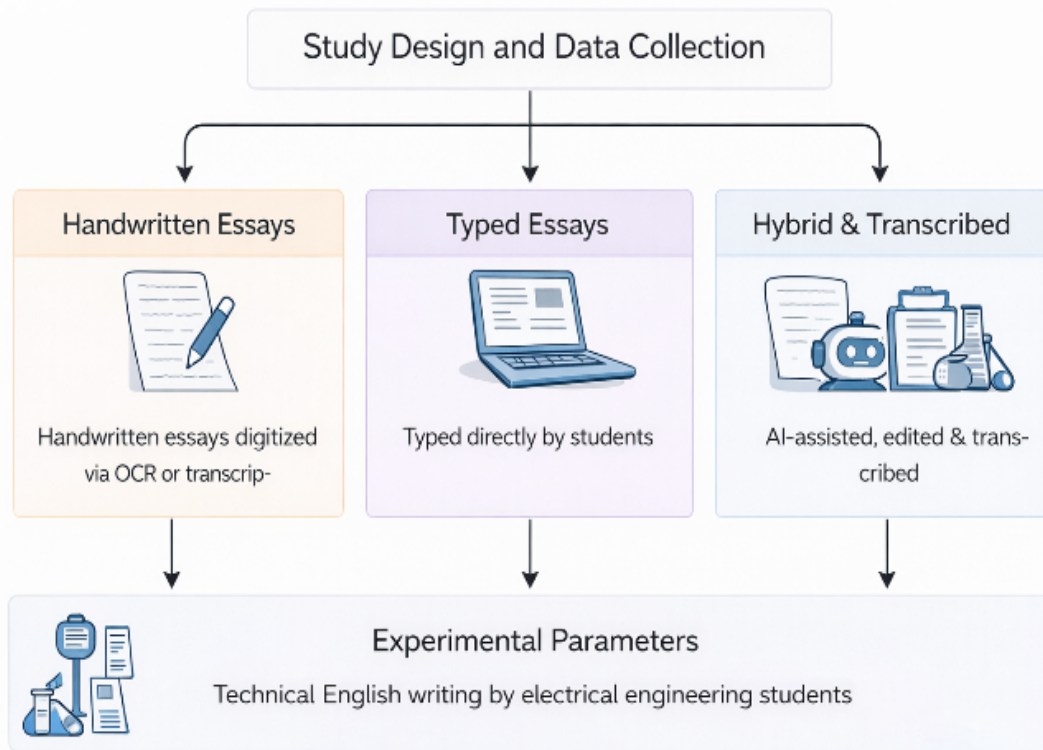 Study Design and Data Collection
Handwritten Essays
Handwritten essays digitized
via OCR or transcrip-
Typed Essays
Typed directly by students
Hybrid & Transcribed
AI-assisted, edited & trans-
cribed
Experimental Parameters
Technical English writing by electrical engineering students